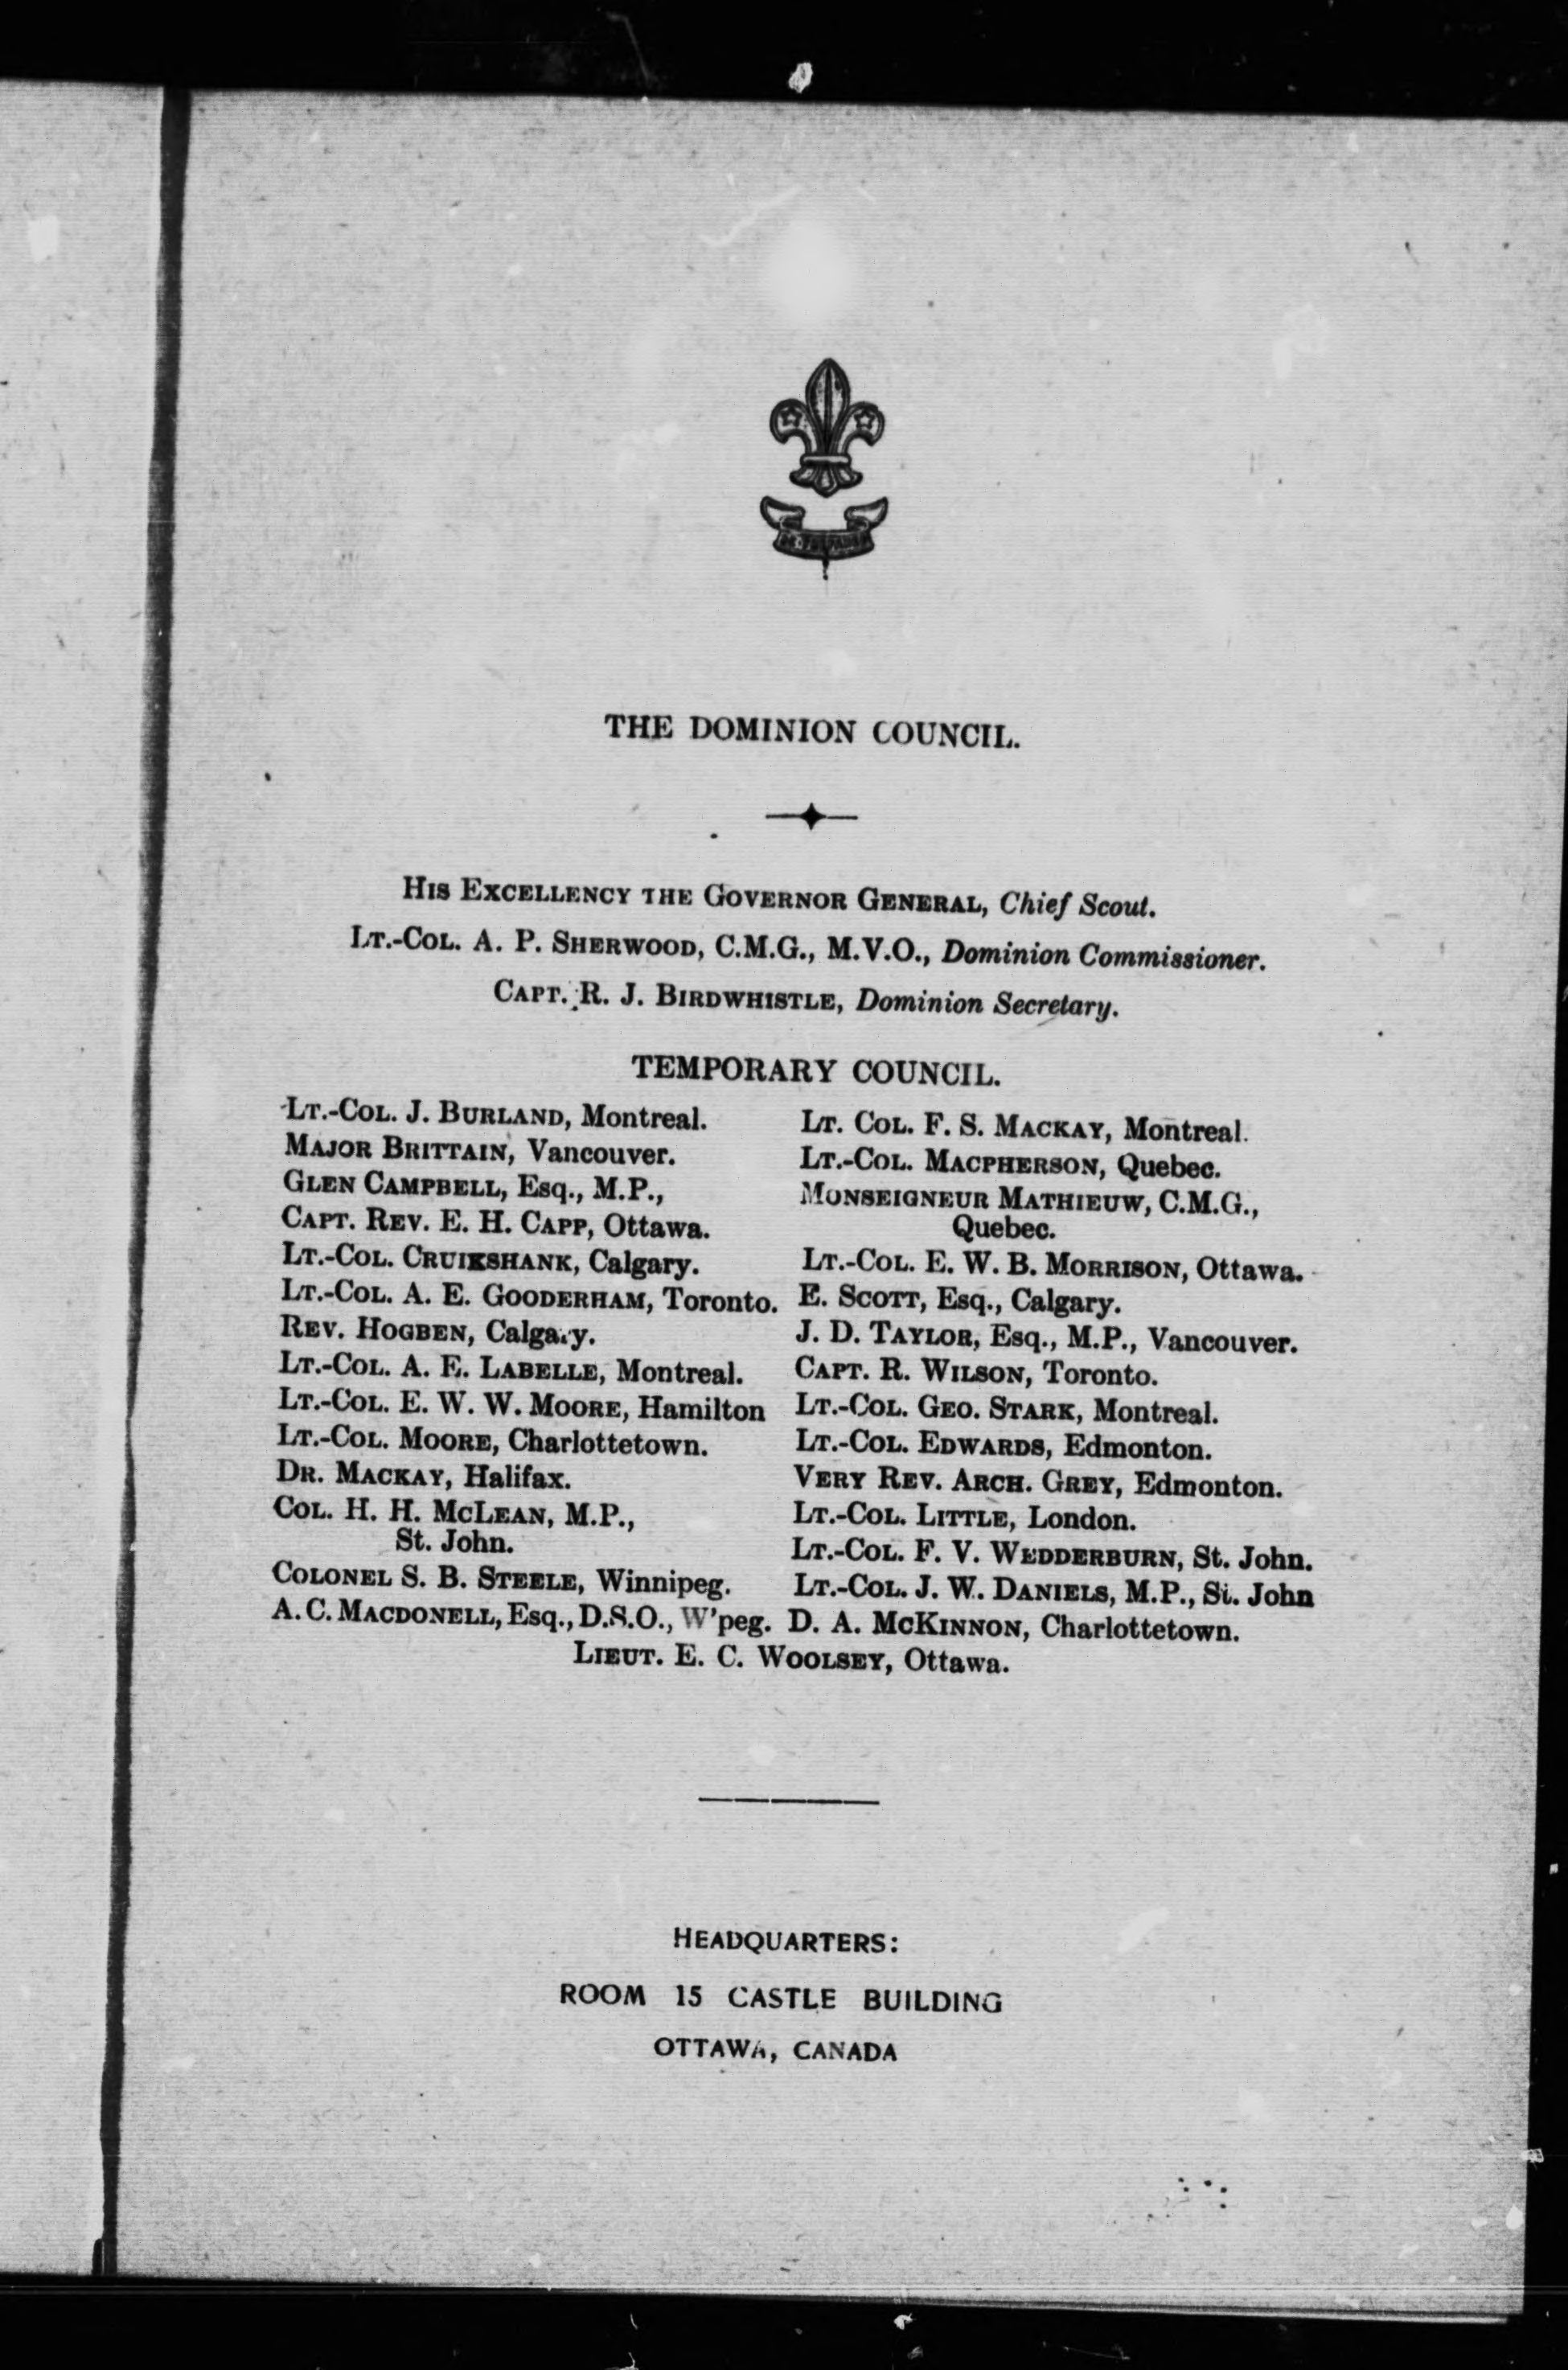 THE DOMINION COUNCIL.
HIS EXCELLENCY THE GOVERNOR GENERAL, Chief Scout.
LT.-COL. A. P. SHERWOOD, C.M.G., M.V.O., Dominion Commissioner.
CAPT. R. J. BIRDWHISTLE, Dominion Secretary.
TEMPORARY COUNCIL.
LT.-COL. J. BURLAND, Montreal.
MAJOR BRITTAIN, Vancouver.
GLEN CAMPBELL, Esq., M.P.,
CAPT. REV. E. H. CAPP, Ottawa.
LT.-COL. CRUIKSHANK, Calgary.
LT.-COL. A. E. GOODERHAM, Toronto.
REV. HOGBEN, Calgary.
LT.-COL. A. E. LABELLE, Montreal.
LT.-COL. E. W. W. MOORE, Hamilton
LT.-COL. MOORE, Charlottetown.
DR. MACKAY, Halifax.
COL. H. H. MCLEAN, M.P.,
St. John.
COLONEL S. B. STEELE, Winnipeg.
A. C. MACDONELL, Esq., D.S.O., W'peg.
LT. COL. F. S. MACKAY, Montreal.
LT.-COL. MACPHERSON, Quebec.
MONSEIGNEUR MATHIEUW, C.M.G.,
Quebec.
LT.-COL. E. W. B. MORRISON, Ottawa.
E. SCOTT, Esq., Calgary.
J. D. TAYLOR, Esq., M.P., Vancouver.
CAPT. R. WILSON, Toronto.
LT.-COL. GEO. STARK, Montreal.
LT.-COL. EDWARDS, Edmonton.
VERY REV. ARCH. GREY, Edmonton.
LT.-COL. LITTLE, London.
LT.-COL. F. V. WEDDERBURN, St. John.
LT.-COL. J. W. DANIELS, M.P., St. John
D. A. MCKINNON, Charlottetown.
LIEUT. E. C. WOOLSEY, Ottawa.
HEADQUARTERS:
ROOM 15 CASTLE BUILDING
OTTAWA, CANADA